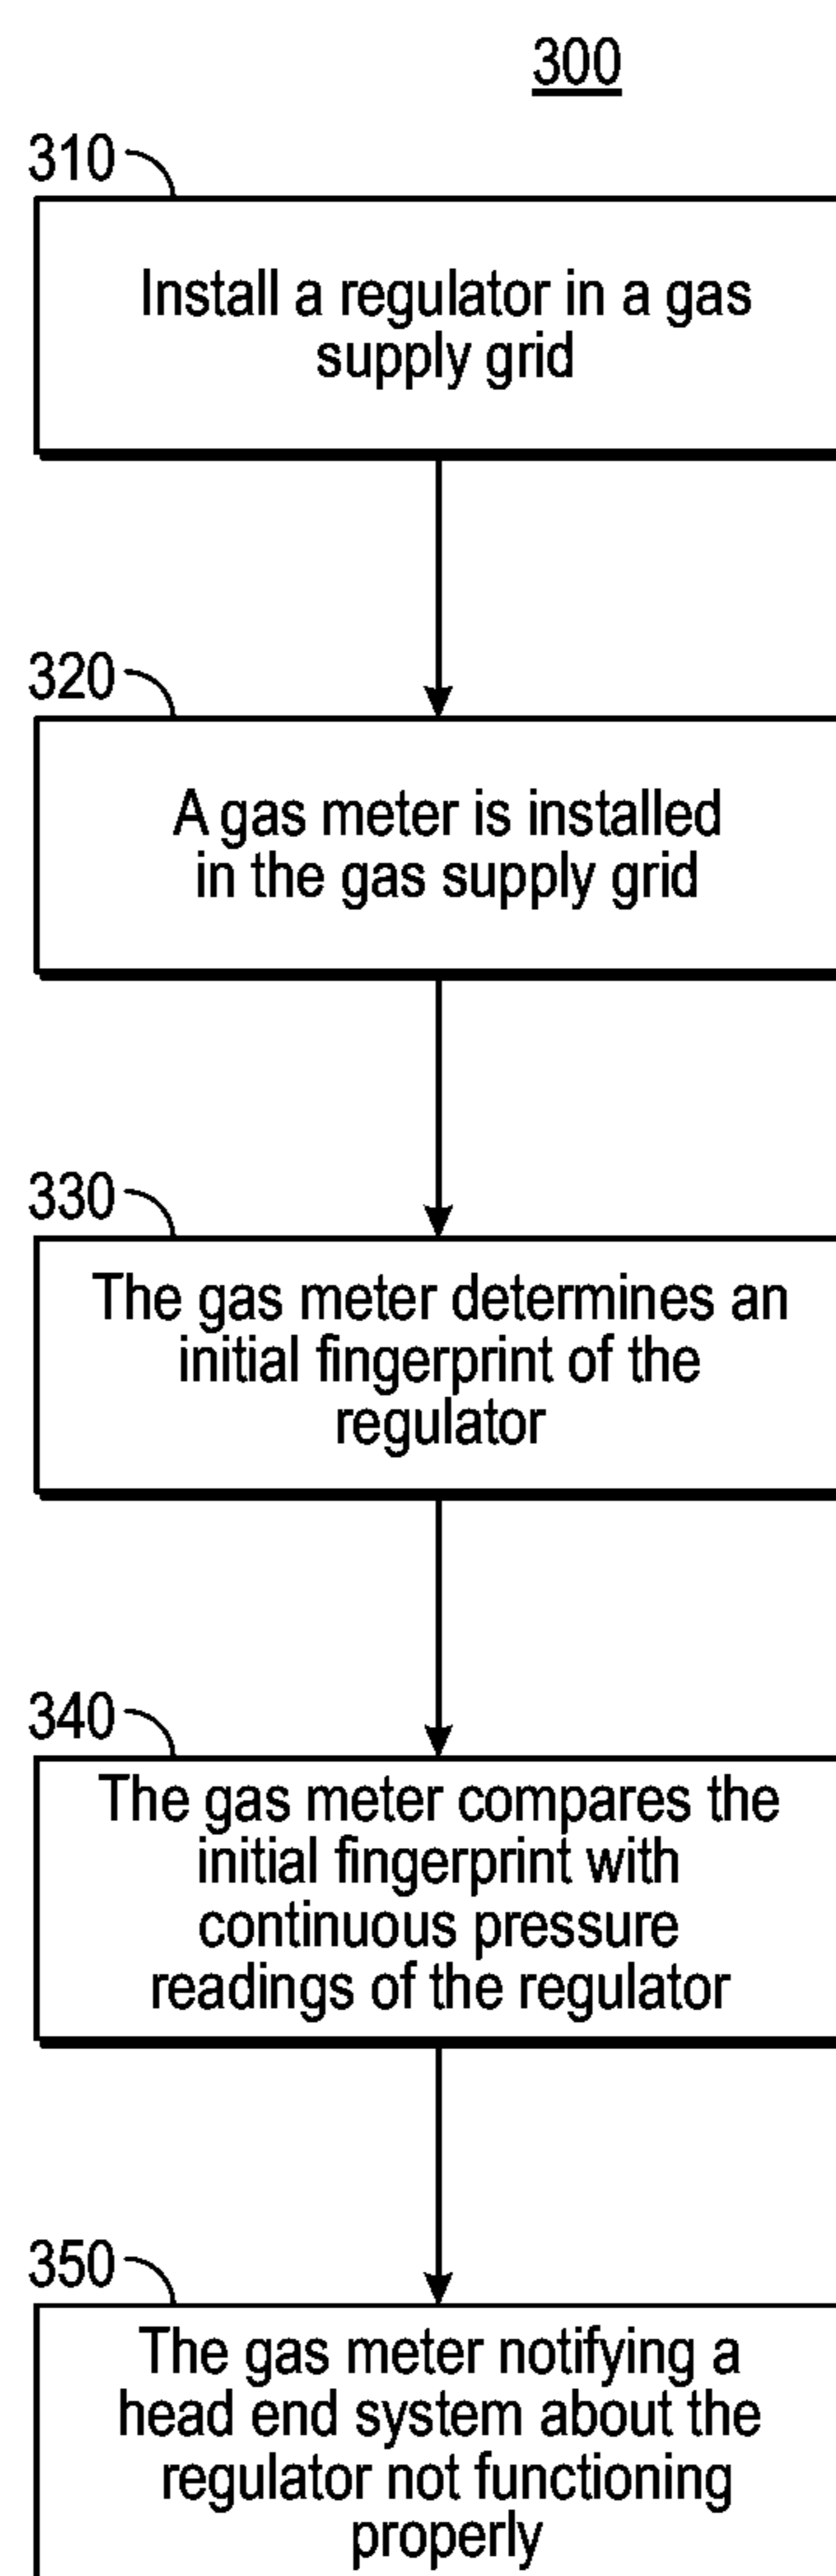 300
310
Install a regulator in a gas
supply grid
320
A gas meter is installed
in the gas supply grid
330
The gas meter determines an
initial fingerprint of the
regulator
340
The gas meter compares the
initial fingerprint with
continuous pressure
readings of the regulator
350
The gas meter notifying a
head end system about the
regulator not functioning
properly